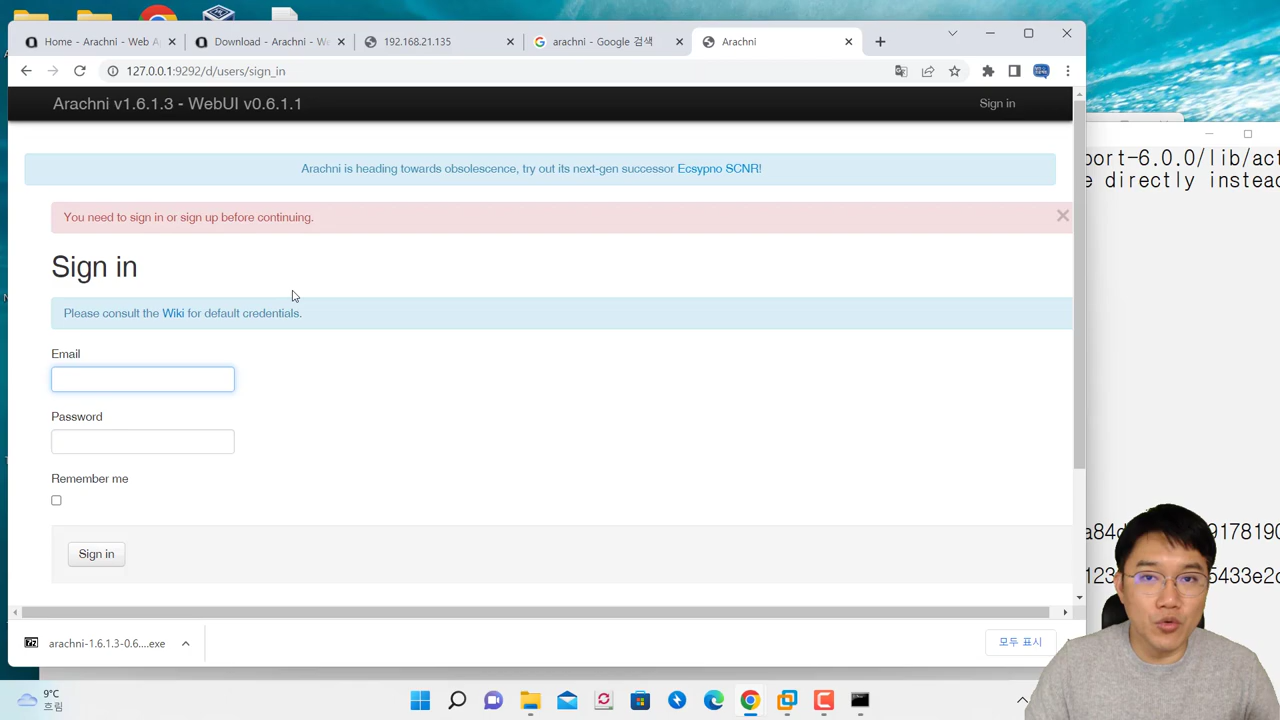 Home - Arachni - Web Ap
Download - Arachni - We
192.168.21.135
arachni - Google 검색
Arachni
127.0.0.1:9292/d/users/sign_in
Arachni v1.6.1.3 - WebUI v0.6.1.1
Sign in
Arachni is heading towards obsolescence, try out its next-gen successor Ecsypno SCNR!
You need to sign in or sign up before continuing.
Sign in
Please consult the Wiki for default credentials.
Email
Password
Remember me
Sign in
port-6.0.0/lib/act
e directly instead
arachni-1.6.1.3-0.6....exe
모두 표시
9°C
흐림